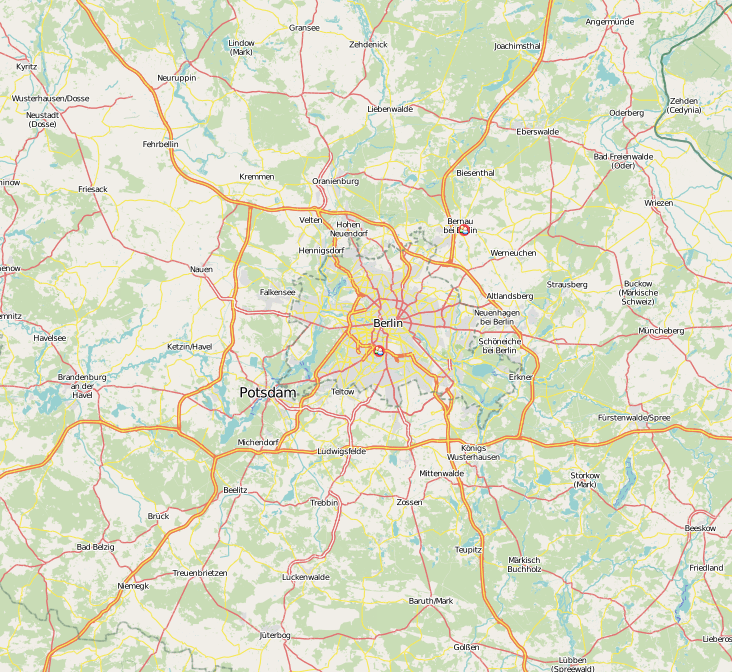 Gransee
Angermünde
Lindow
(Mark)
Zehdenick
Joachimsthal
Kyritz
Neuruppin
Wusterhausen/Dosse
Zehden
(Cedynia)
Liebenwalde
Oderberg
Neustadt
(Dosse)
Eberswalde
Fehrbellin
Bad Freienwalde
(Oder)
Biesenthal
Kremmen
Oranienburg
Friesack
Wriezen
Velten
Hohen
Neuendorf
Bernau
Hennigsdorf
Werneuchen
Nauen
Strausberg
Buckow
(Märkische
Schweiz)
Falkensee
Altlandsberg
Neuenhagen
bei Berlin
Berlin
Müncheberg
Havelsee
Ketzin/Havel
Schöneiche
bei Berlin
Brandenburg
an der
Havel
Erkner
Potsdam
Teltow
Fürstenwalde/Spree
Michendorf
Ludwigsfelde
Königs
Wusterhausen
Mittenwalde
Storkow
(Mark)
Beelitz
Trebbin
Zossen
Brück
Beeskow
Bad Belzig
Teupitz
Märkisch
Buchholz
Friedland
Treuenbrietzen
Luckenwalde
Niemegk
Baruth/Mark
Jüterbog
Golßen
Lübben
(Spreewald)